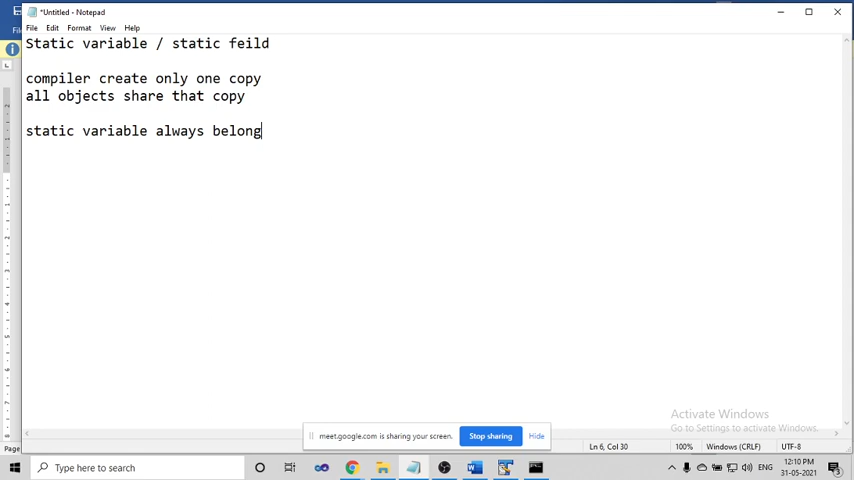 *Untitled - Notepad
File Edit Format View Help
Static variable / static feild
compiler create only one copy
all objects share that copy
static variable always belong
Activate Windows
Go to Settings to activate Windows.
meet.google.com is sharing your screen. Stop sharing Hide
Page Ln 6, Col 30 100% Windows (CRLF) UTF-8
Type here to search
ENG
12:10 PM
31-05-2021